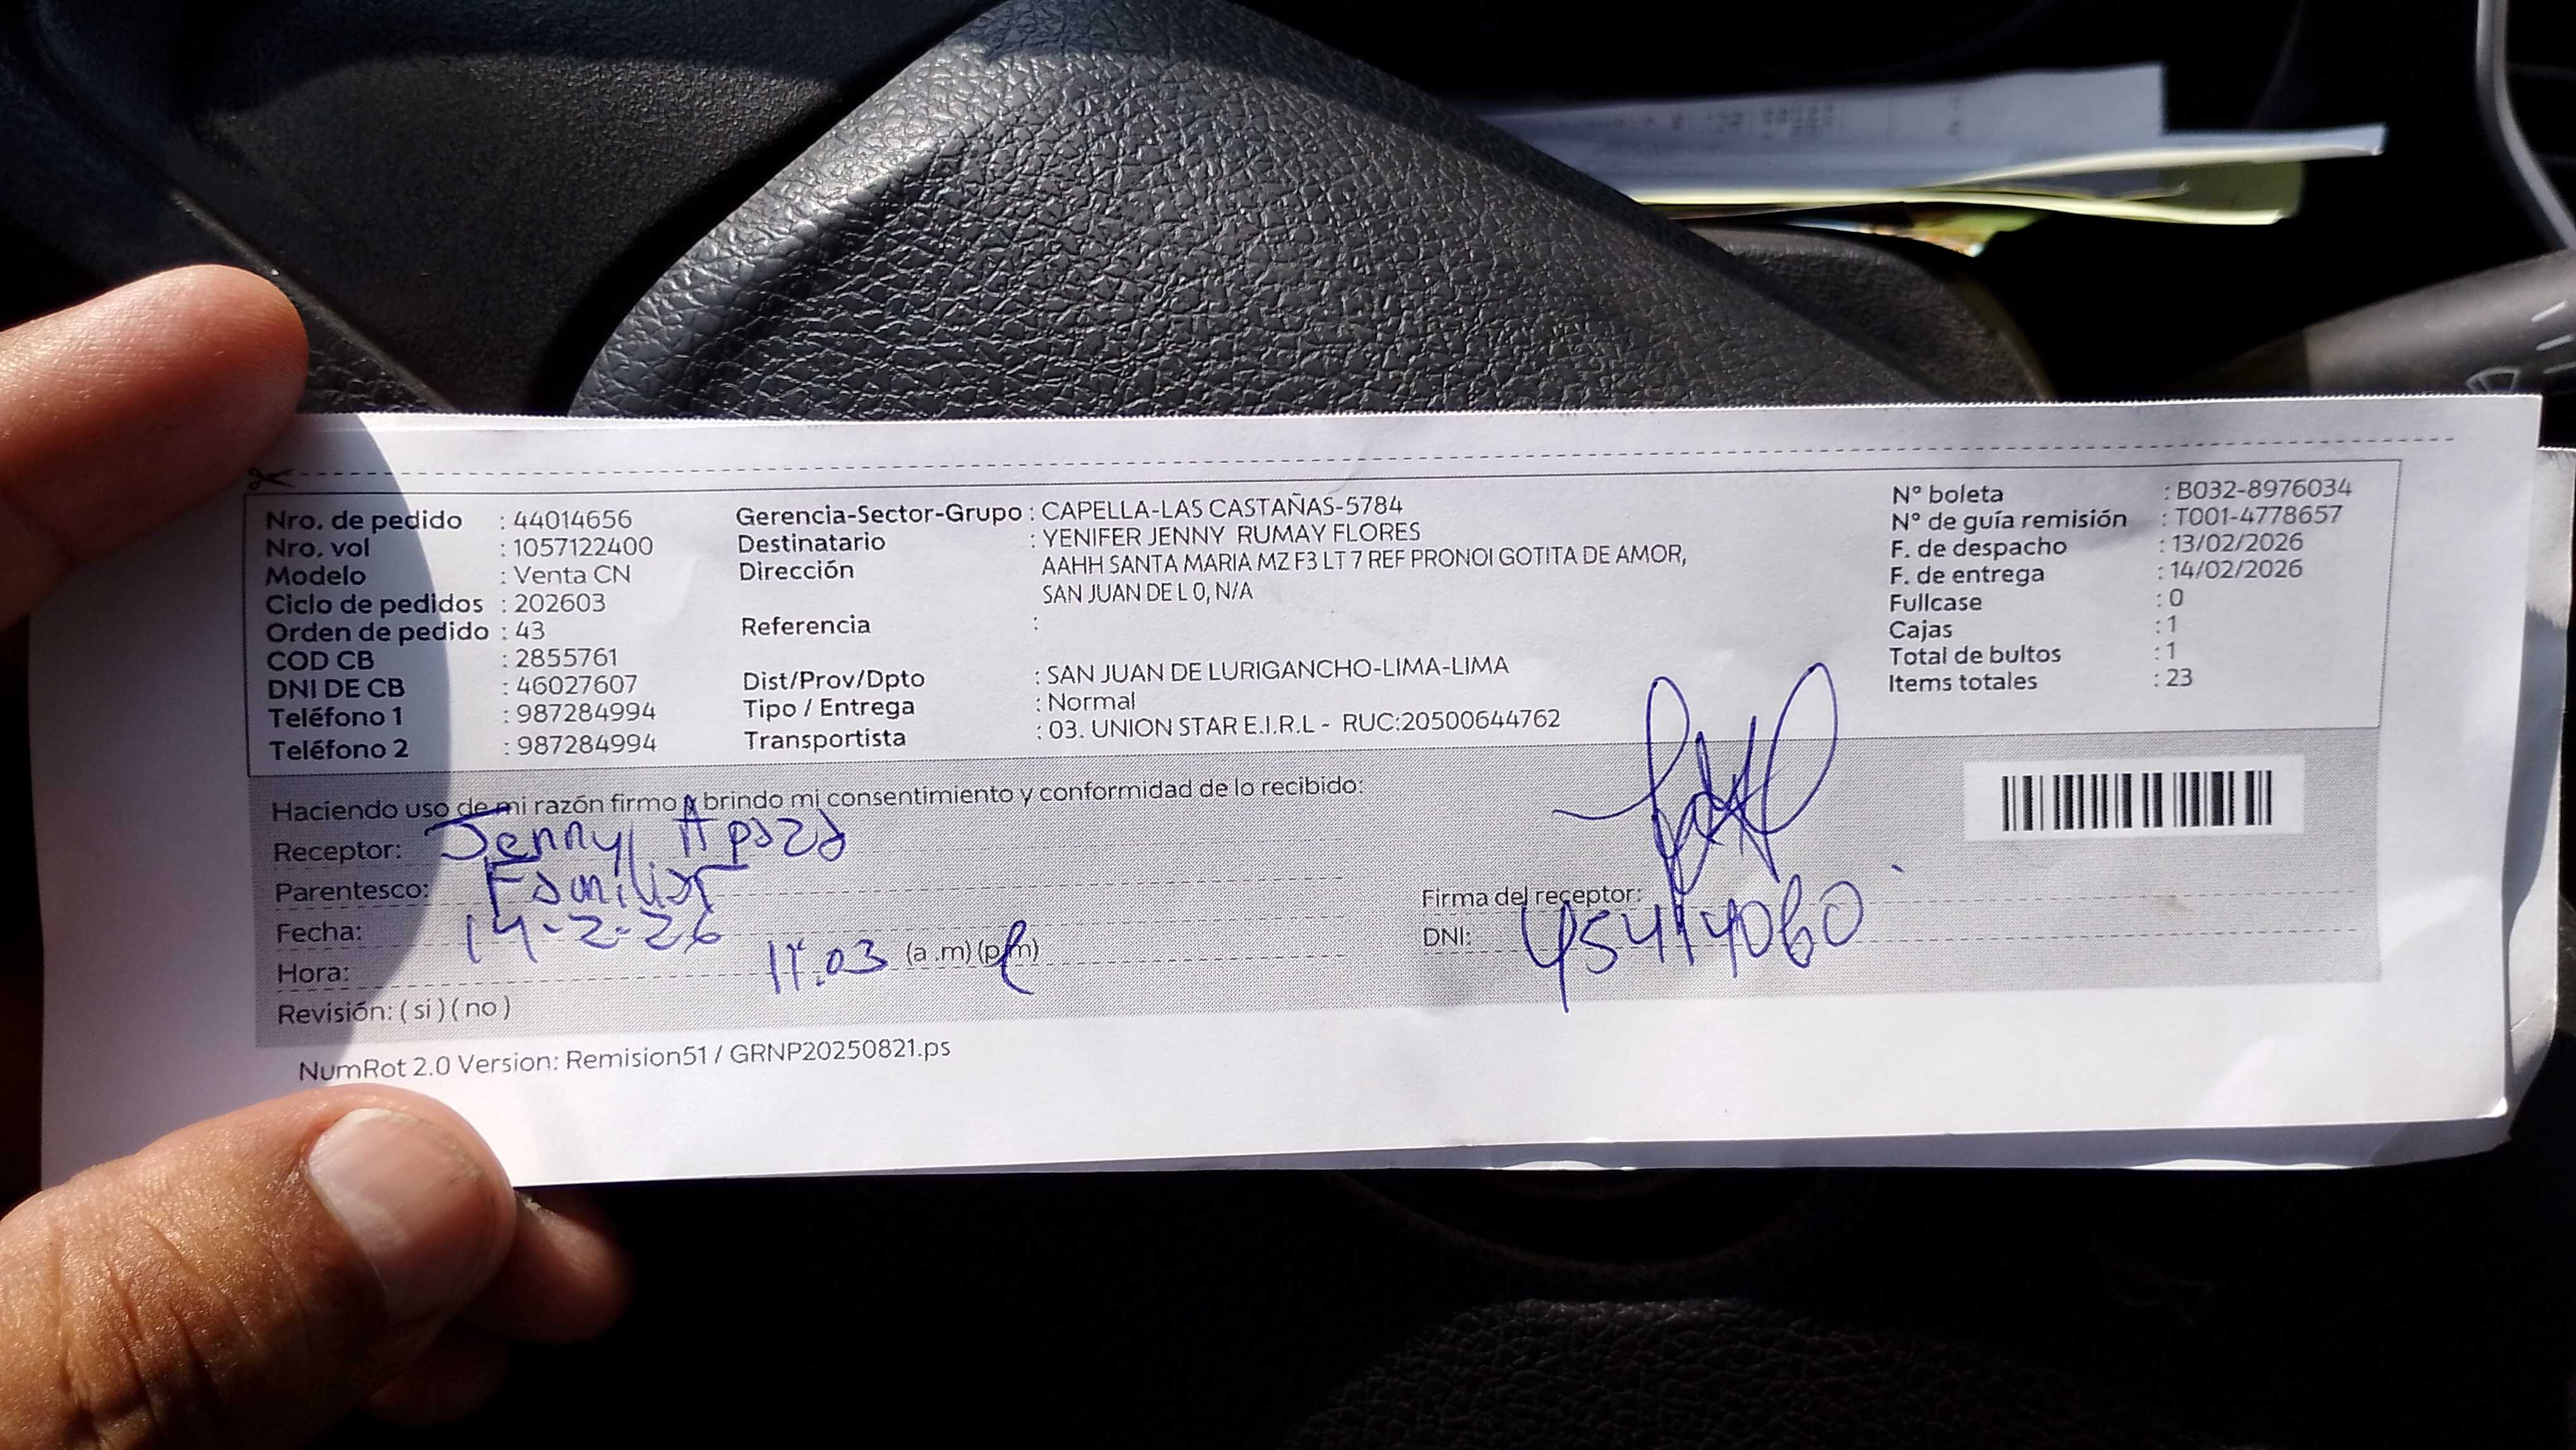 Nro. de pedido : 44014656
Nro. vol : 1057122400
Modelo : Venta CN
Ciclo de pedidos : 202603
Orden de pedido : 43
COD CB : 2855761
DNI DE CB : 46027607
Teléfono 1 : 987284994
Teléfono 2 : 987284994
Gerencia-Sector-Grupo : CAPELLA-LAS CASTAÑAS-5784
Destinatario : YENIFER JENNY RUMAY FLORES
Dirección AAHH SANTA MARIA MZ F3 LT 7 REF PRONOI GOTITA DE AMOR,
SAN JUAN DE L 0, N/A
Referencia :
Dist/Prov/Dpto : SAN JUAN DE LURIGANCHO-LIMA-LIMA
Tipo / Entrega : Normal
Transportista : 03. UNION STAR E.I.R.L - RUC:20500644762
Nº boleta : B032-8976034
Nº de guía remisión : T001-4778657
F. de despacho : 13/02/2026
F. de entrega : 14/02/2026
Fullcase : 0
Cajas : 1
Total de bultos : 1
Items totales : 23
Haciendo uso de mi razón firmo y brindo mi consentimiento y conformidad de lo recibido:
Receptor: Jenny Apaza
Parentesco: Familiar
Fecha: 14-2-26
Hora: 11:03 (a .m) (p.m)
Revisión: ( si ) ( no )
Firma del receptor:
DNI: 45414060
NumRot 2.0 Version: Remision51 / GRNP20250821.ps